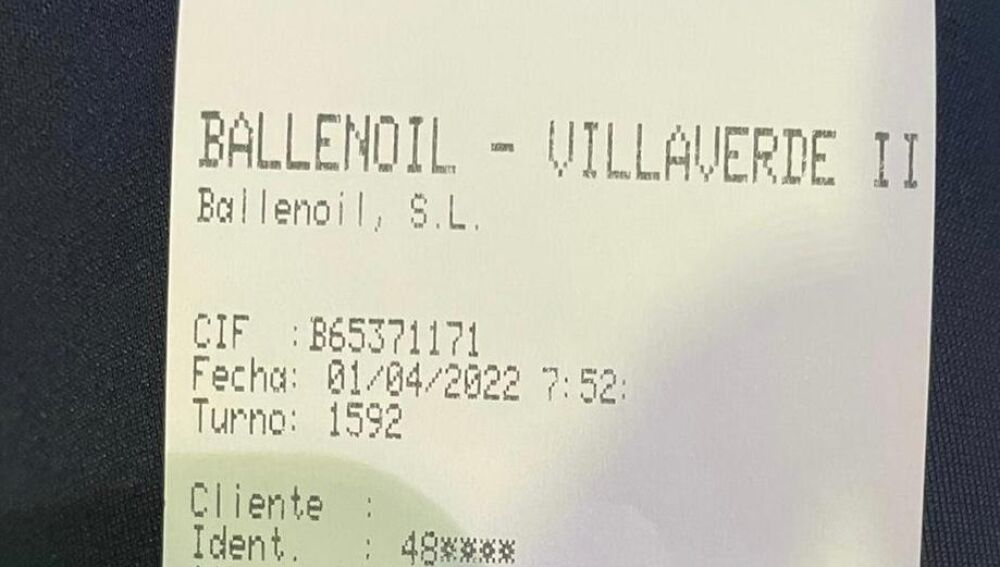 BALLENOIL - VILLAVERDE II
Ballenoil, S.L.
CIF  :B65371171
Fecha: 01/04/2022 7:52:
Turno: 1592
Cliente  :
Ident.   : 48****